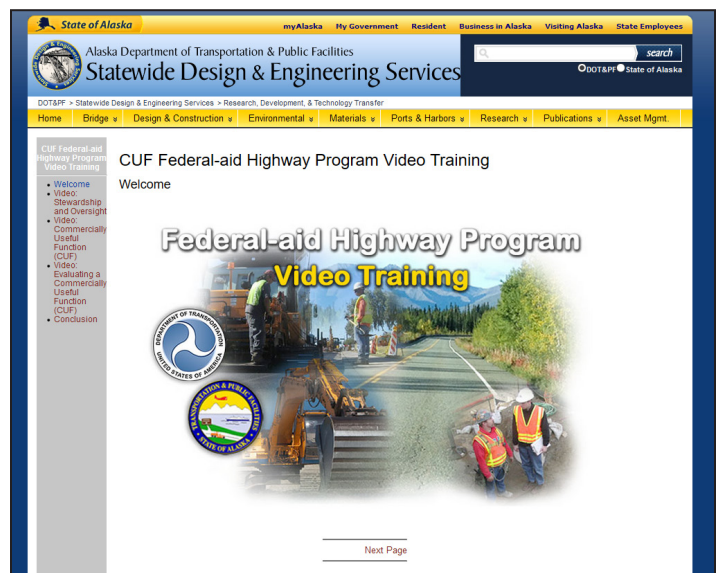 State of Alaska
myAlaska My Government Resident Business in Alaska Visiting Alaska State Employees
Alaska Department of Transportation & Public Facilities
Statewide Design & Engineering Services
search
DOT&PF State of Alaska
DOT&PF > Statewide Design & Engineering Services > Research, Development, & Technology Transfer
Home Bridge Design & Construction Environmental Materials Ports & Harbors Research Publications Asset Mgmt.
CUF Federal-aid
Highway Program
Video Training
Welcome
Video:
Stewardship
and Oversight
Video:
Commercially
Useful
Function
(CUF)
Video:
Evaluating a
Commercially
Useful
Function
(CUF)
Conclusion
CUF Federal-aid Highway Program Video Training
Welcome
Federal-aid Highway Program
Video Training
DEPARTMENT OF TRANSPORTATION
UNITED STATES OF AMERICA
TRANSPORTATION & PUBLIC FACILITIES
STATE OF ALASKA
Next Page